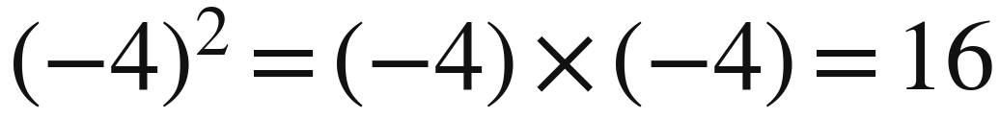 (−4)² = (−4) × (−4) = 16